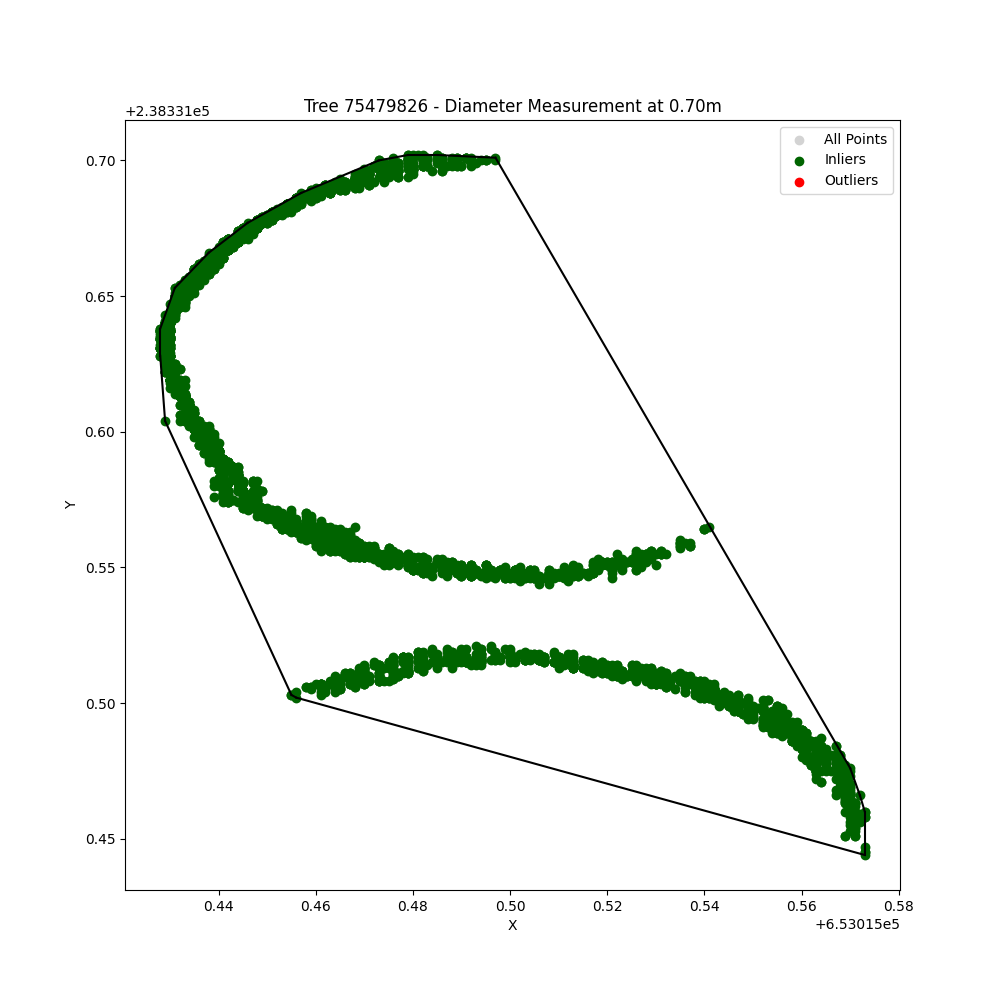 Tree 75479826 - Diameter Measurement at 0.70m
+2.38331e5
All Points
Inliers
Outliers
0.70
0.65
0.60
0.55
0.50
0.45
Y
0.44 0.46 0.48 0.50 0.52 0.54 0.56 0.58
X
+6.53015e5